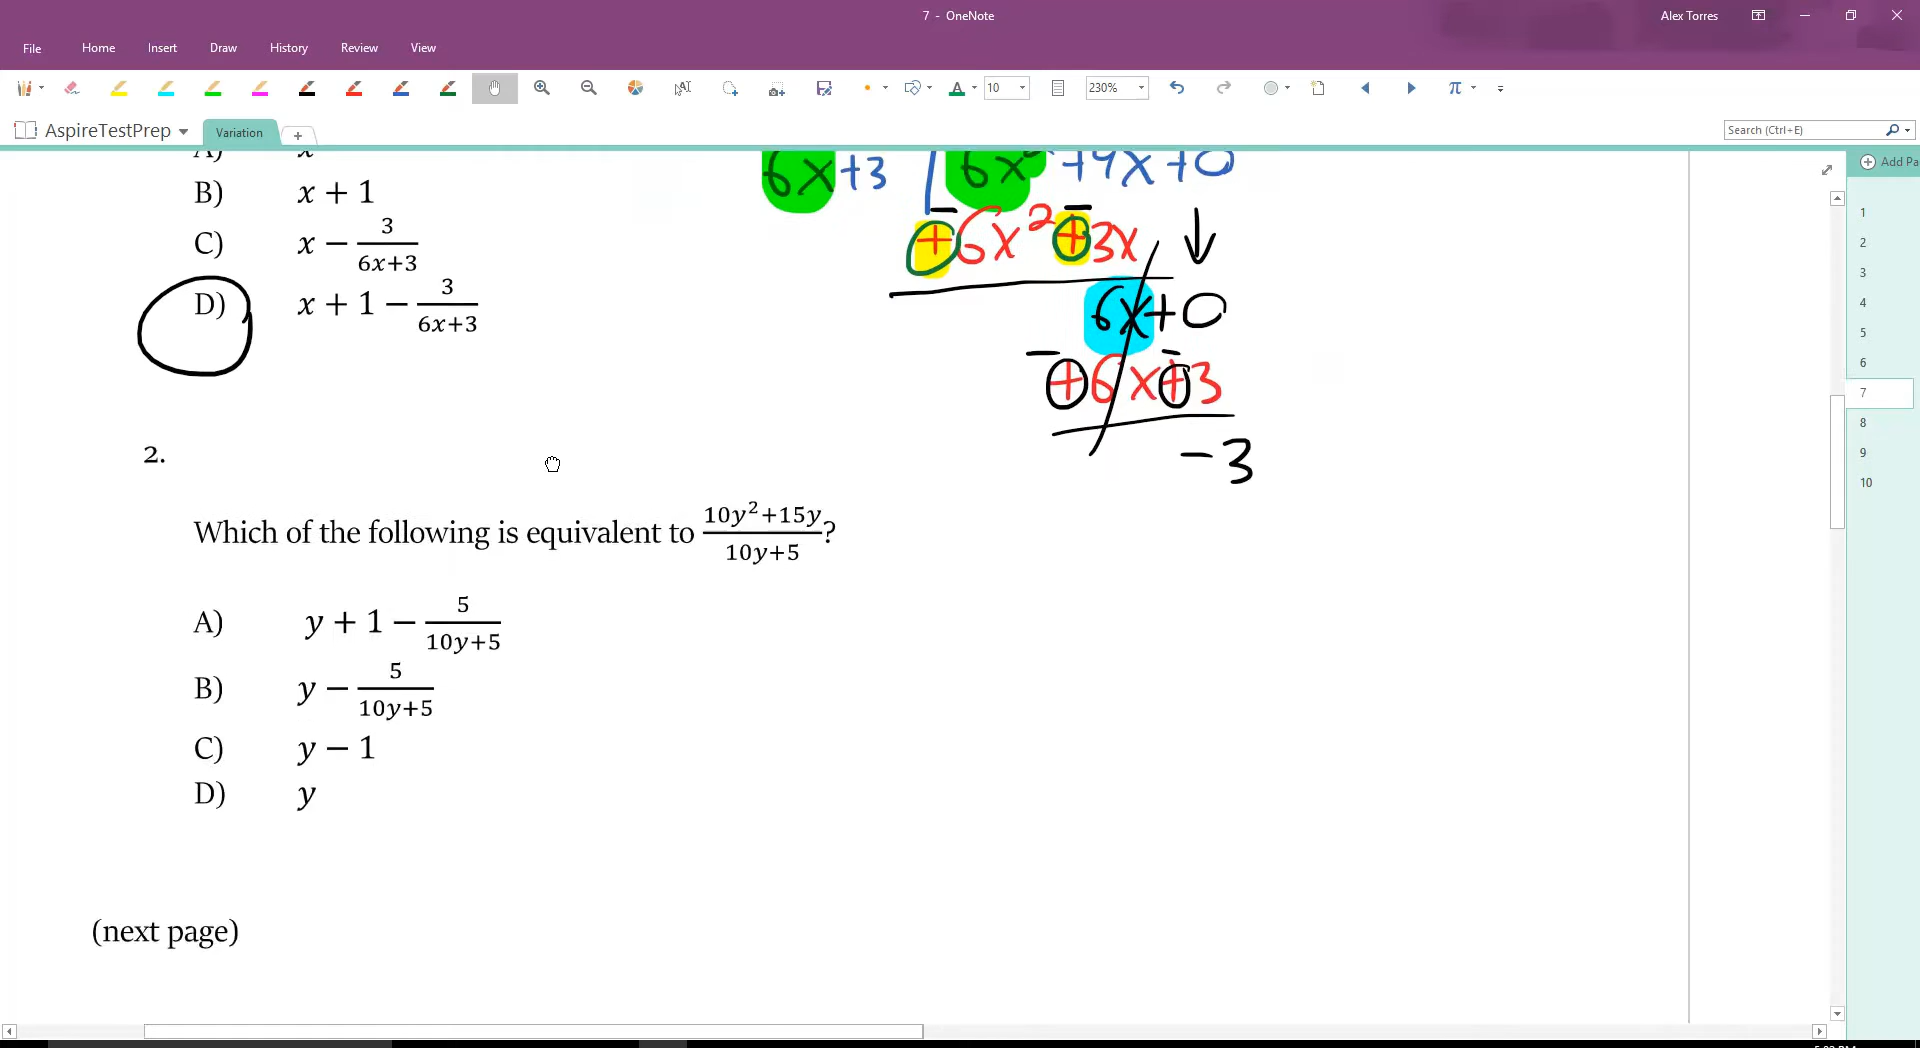 7 - OneNote
Alex Torres
File Home Insert Draw History Review View
10 230%
AspireTestPrep Variation + Search (Ctrl+E)
Add Pa
x
B) x + 1
C) x − 3/(6x+3)
D) x + 1 − 3/(6x+3)
6x+3 6x² +9x+0
− −
+6x²+3x
6x+0
− −
+6x+3
−3
2.
Which of the following is equivalent to (10y²+15y)/(10y+5)?
A) y + 1 − 5/(10y+5)
B) y − 5/(10y+5)
C) y − 1
D) y
(next page)
1
2
3
4
5
6
7
8
9
10